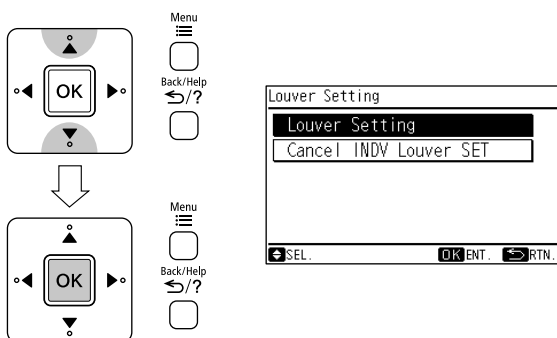 Menu
Back/Help
/?
OK
Menu
Back/Help
/?
OK
Louver Setting
Louver Setting
Cancel INDV Louver SET
SEL.
OK ENT.
RTN.